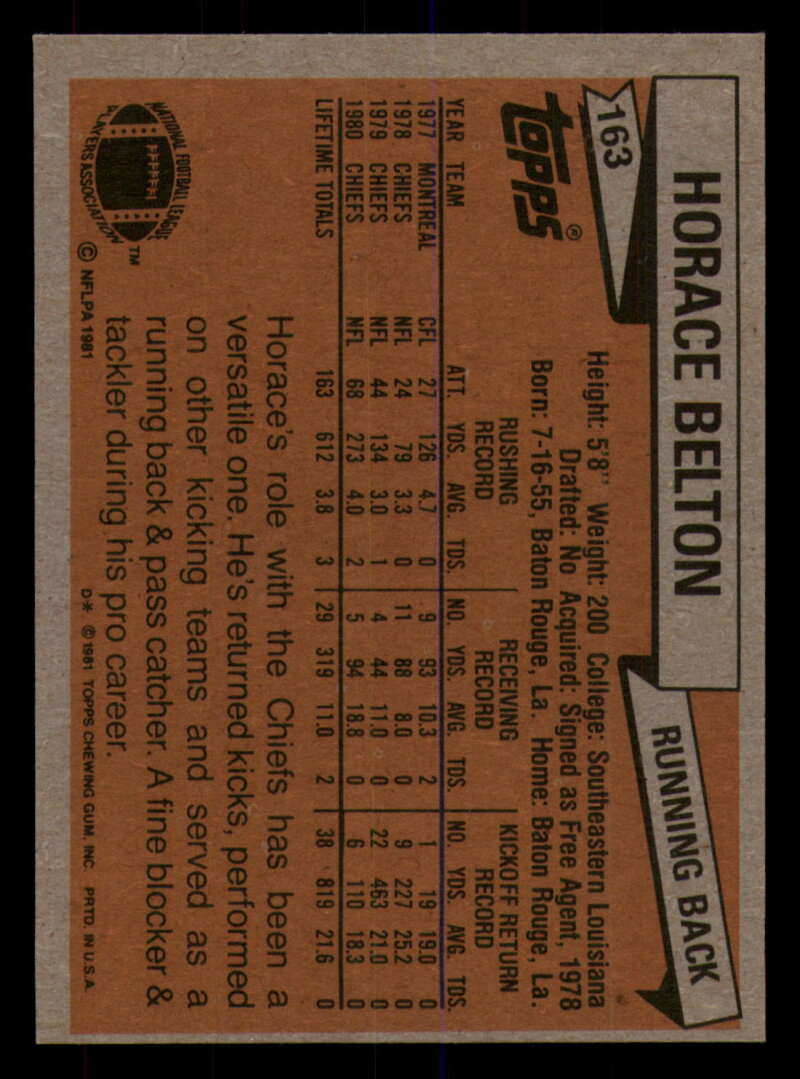 HORACE BELTON
RUNNING BACK
163
TOPPS®
Height: 5'8" Weight: 200 College: Southeastern Louisiana
Drafted: No Acquired: Signed as Free Agent, 1978
Born: 7-16-55, Baton Rouge, La. Home: Baton Rouge, La.
RUSHING RECORD RECEIVING RECORD KICKOFF RETURN RECORD
YEAR TEAM ATT. YDS. AVG. TDS. NO. YDS. AVG. TDS. NO. YDS. AVG. TDS.
1977 MONTREAL CFL 27 126 4.7 0 9 93 10.3 2 1 19 19.0 0
1978 CHIEFS NFL 24 79 3.3 0 11 88 8.0 0 9 227 25.2 0
1979 CHIEFS NFL 44 134 3.0 1 4 44 11.0 0 22 463 21.0 0
1980 CHIEFS NFL 68 273 4.0 2 5 94 18.8 0 6 110 18.3 0
LIFETIME TOTALS 163 612 3.8 3 29 319 11.0 2 38 819 21.6 0
Horace's role with the Chiefs has been a
versatile one. He's returned kicks, performed
on other kicking teams and served as a
running back & pass catcher. A fine blocker &
tackler during his pro career.
NATIONAL FOOTBALL LEAGUE
PLAYERS ASSOCIATION
™
© NFLPA 1981
D* © 1981 TOPPS CHEWING GUM, INC. PRTD. IN U.S.A.